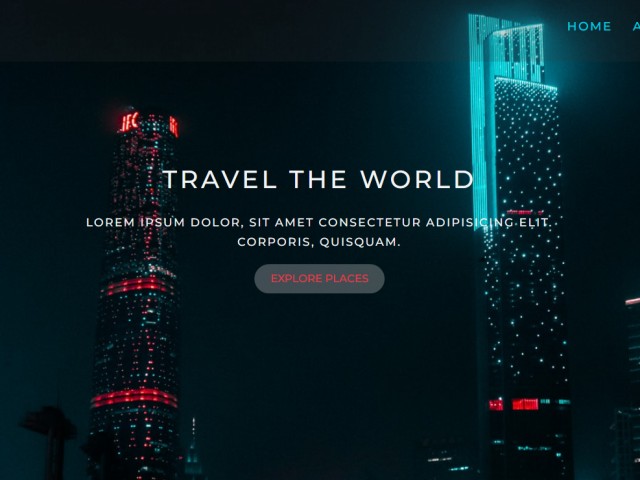 HOME
TRAVEL THE WORLD
LOREM IPSUM DOLOR, SIT AMET CONSECTETUR ADIPISICING ELIT.
CORPORIS, QUISQUAM.
EXPLORE PLACES